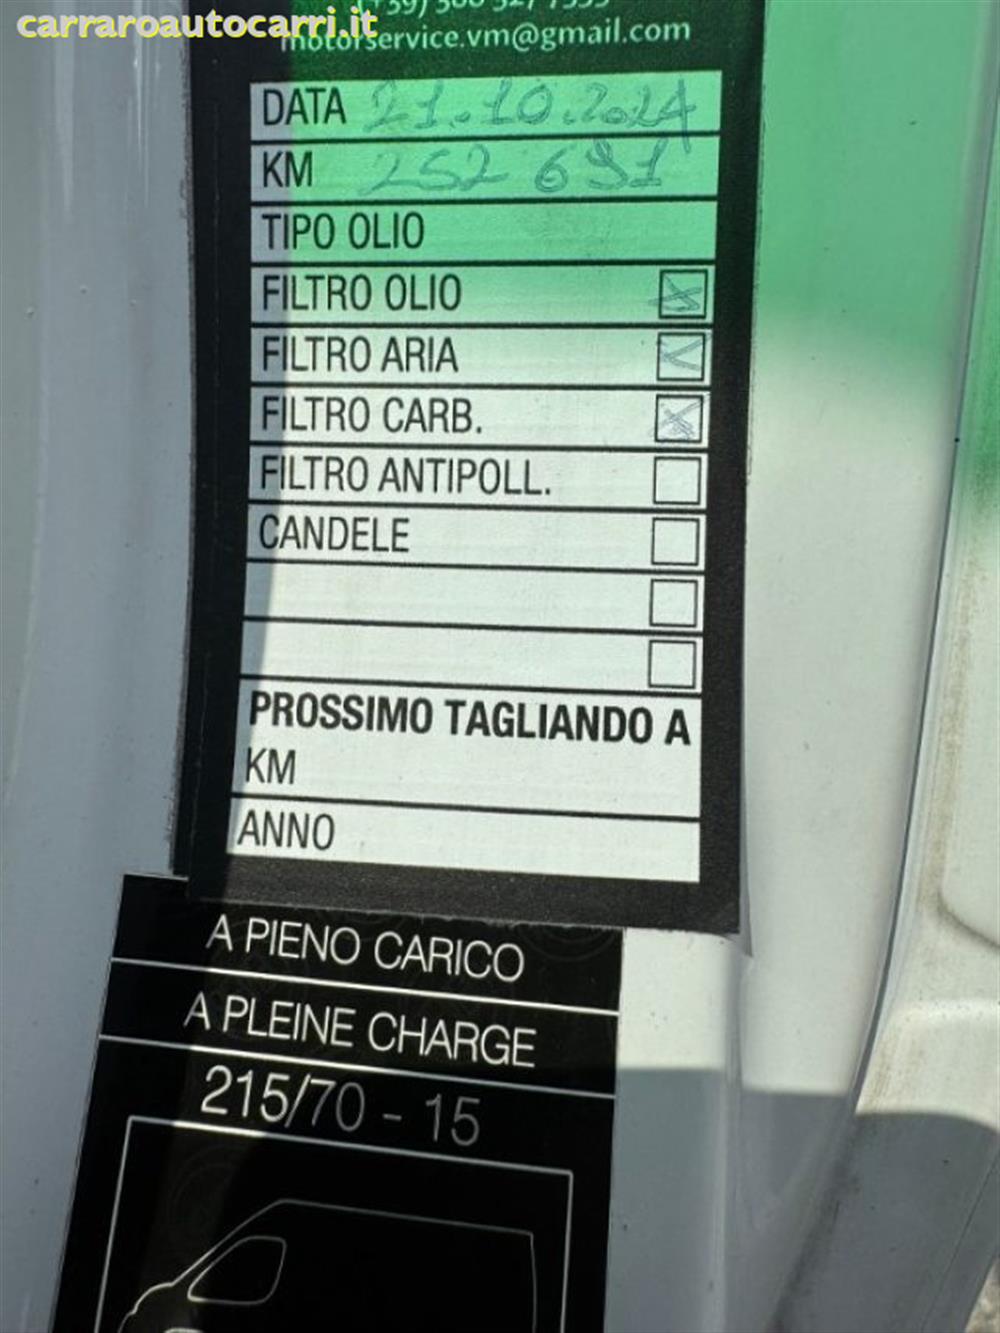 carraroautocarri.it
motorservice.vm@gmail.com
DATA 21.10.2024
KM 252 691
TIPO OLIO
FILTRO OLIO
FILTRO ARIA
FILTRO CARB.
FILTRO ANTIPOLL.
CANDELE
PROSSIMO TAGLIANDO A
KM
ANNO
A PIENO CARICO
A PLEINE CHARGE
215/70 - 15